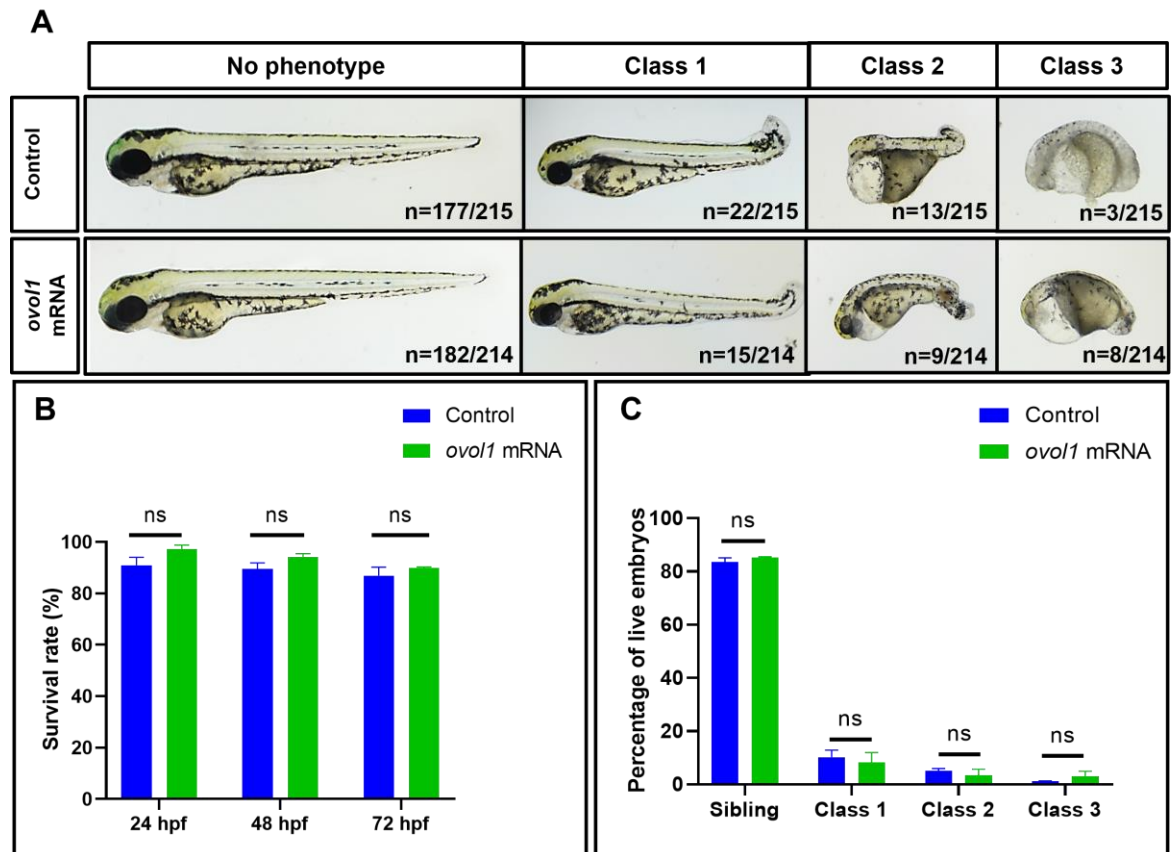 A
No phenotype
Class 1
Class 2
Class 3
Control
n=177/215
n=22/215
n=13/215
n=3/215
ovol1
mRNA
n=182/214
n=15/214
n=9/214
n=8/214
B
Control
ovol1 mRNA
ns
ns
ns
Survival rate (%)
100
80
60
40
20
0
24 hpf
48 hpf
72 hpf
C
Control
ovol1 mRNA
Percentage of live embryos
100
80
60
40
20
0
ns
ns
ns
ns
Sibling
Class 1
Class 2
Class 3